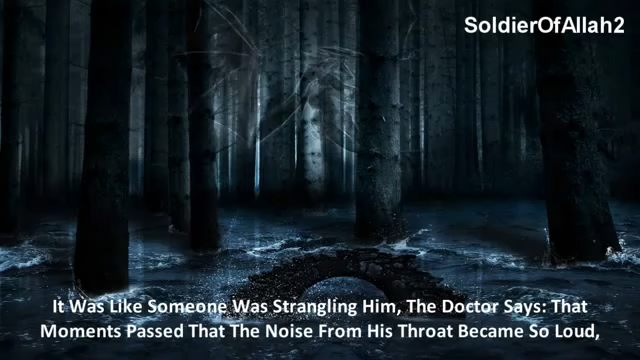 SoldierOfAllah2
It Was Like Someone Was Strangling Him, The Doctor Says: That
Moments Passed That The Noise From His Throat Became So Loud,